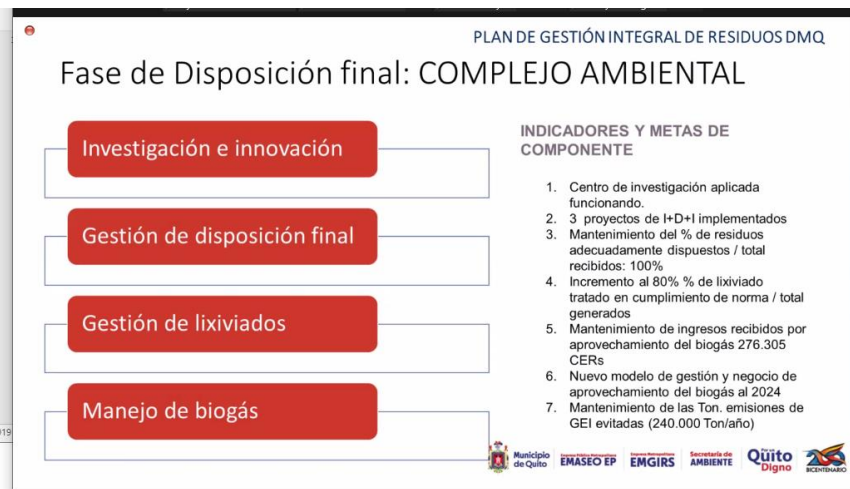 PLAN DE GESTIÓN INTEGRAL DE RESIDUOS DMQ
Fase de Disposición final: COMPLEJO AMBIENTAL
Investigación e innovación
Gestión de disposición final
Gestión de lixiviados
Manejo de biogás
INDICADORES Y METAS DE
COMPONENTE
1. Centro de investigación aplicada
funcionando.
2. 3 proyectos de I+D+I implementados
3. Mantenimiento del % de residuos
adecuadamente dispuestos / total
recibidos: 100%
4. Incremento al 80% % de lixiviado
tratado en cumplimiento de norma / total
generados
5. Mantenimiento de ingresos recibidos por
aprovechamiento del biogás 276.305
CERs
6. Nuevo modelo de gestión y negocio de
aprovechamiento del biogás al 2024
7. Mantenimiento de las Ton. emisiones de
GEI evitadas (240.000 Ton/año)
019
Municipio
de Quito
EMASEO EP
EMGIRS
Secretaría de
AMBIENTE
Quito
Digno
BICENTENARIO